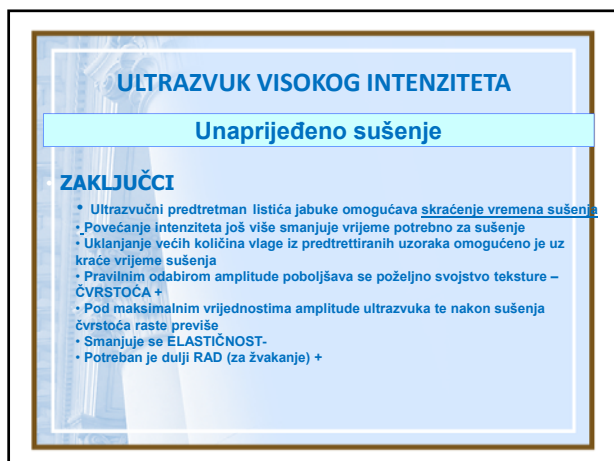 ULTRAZVUK VISOKOG INTENZITETA
Unaprijeđeno sušenje
• ZAKLJUČCI
• Ultrazvučni predtretman listića jabuke omogućava skraćenje vremena sušenja
• Povećanje intenziteta još više smanjuje vrijeme potrebno za sušenje
• Uklanjanje većih količina vlage iz predtrettiranih uzoraka omogućeno je uz
kraće vrijeme sušenja
• Pravilnim odabirom amplitude poboljšava se poželjno svojstvo teksture –
ČVRSTOĆA +
• Pod maksimalnim vrijednostima amplitude ultrazvuka te nakon sušenja
čvrstoća raste previše
• Smanjuje se ELASTIČNOST-
• Potreban je dulji RAD (za žvakanje) +